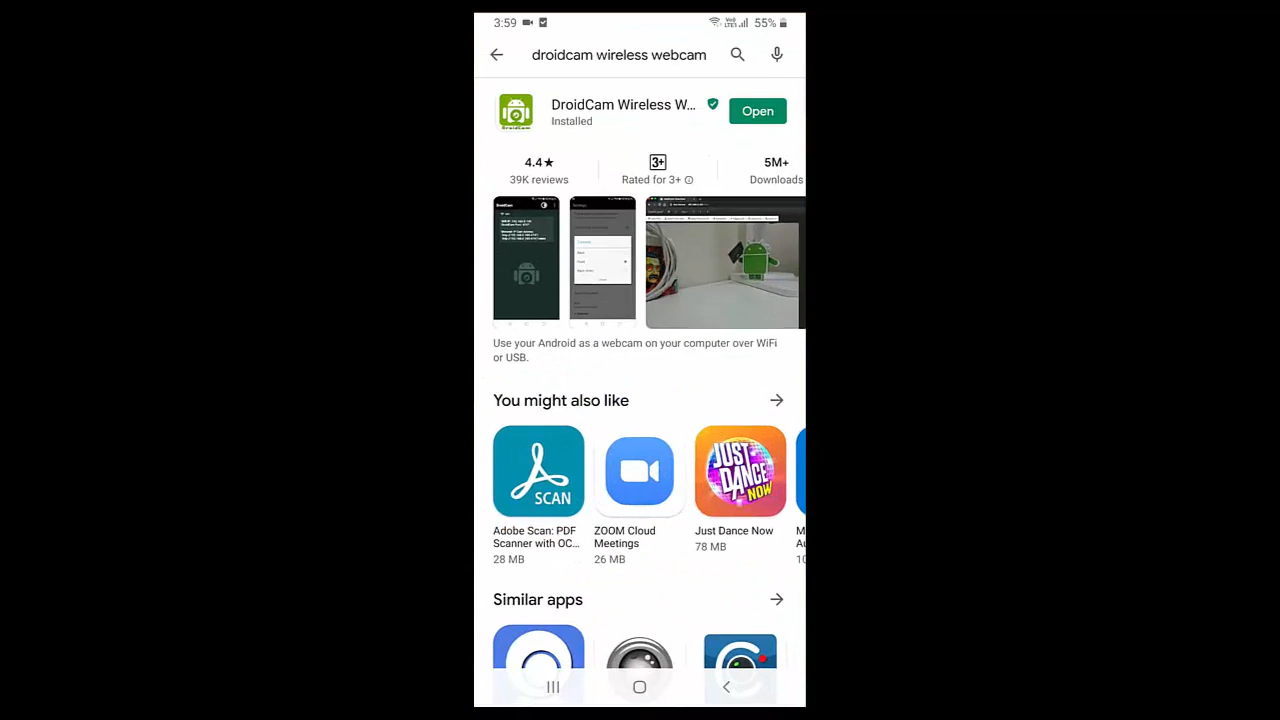 3:59
55%
droidcam wireless webcam
DroidCam Wireless W...
Installed
Open
4.4★
39K reviews
3+
Rated for 3+
5M+
Downloads
Use your Android as a webcam on your computer over WiFi
or USB.
You might also like
SCAN
JUST
DANCE
NOW
Adobe Scan: PDF
Scanner with OC...
28 MB
ZOOM Cloud
Meetings
26 MB
Just Dance Now
78 MB
Similar apps